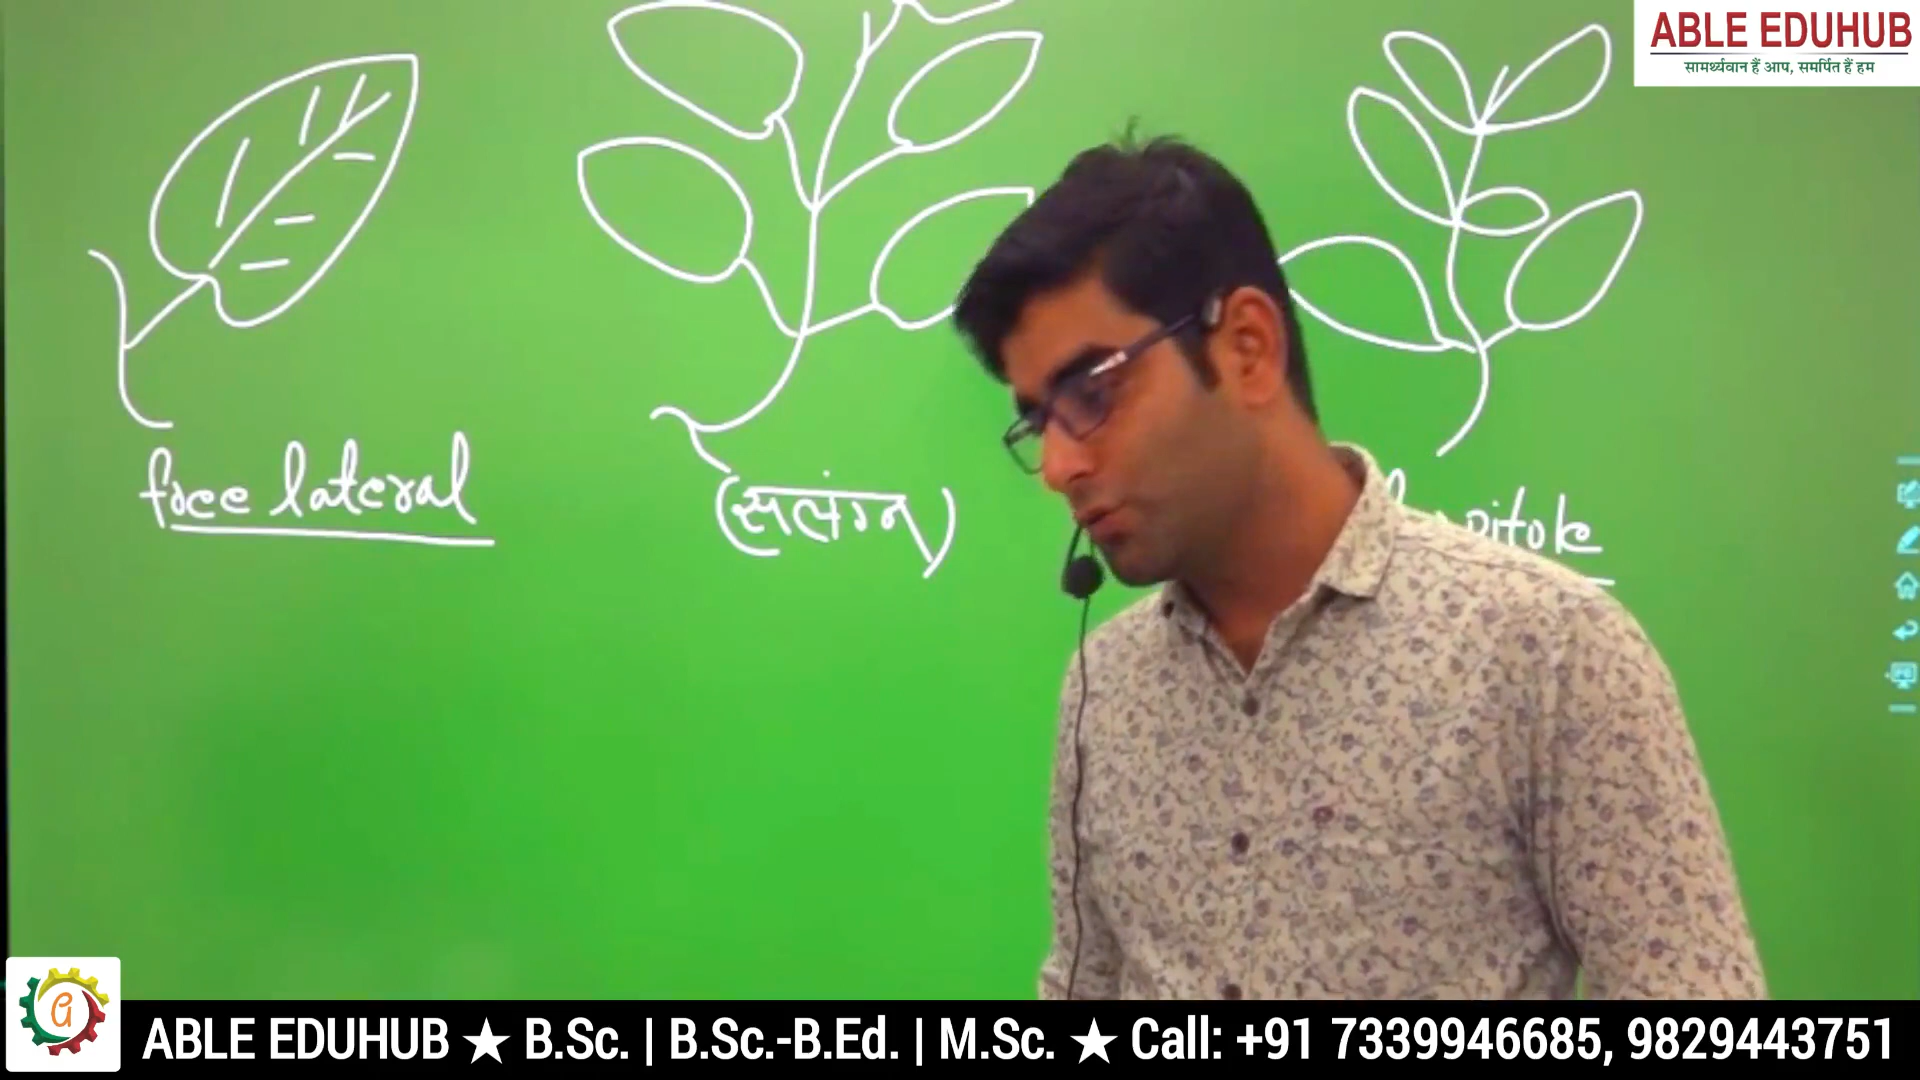 ABLE EDUHUB
सामर्थ्यवान हैं आप, समर्पित हैं हम
free lateral
(सलंग्न)
ABLE EDUHUB ★ B.Sc. | B.Sc.-B.Ed. | M.Sc. ★ Call: +91 7339946685, 9829443751